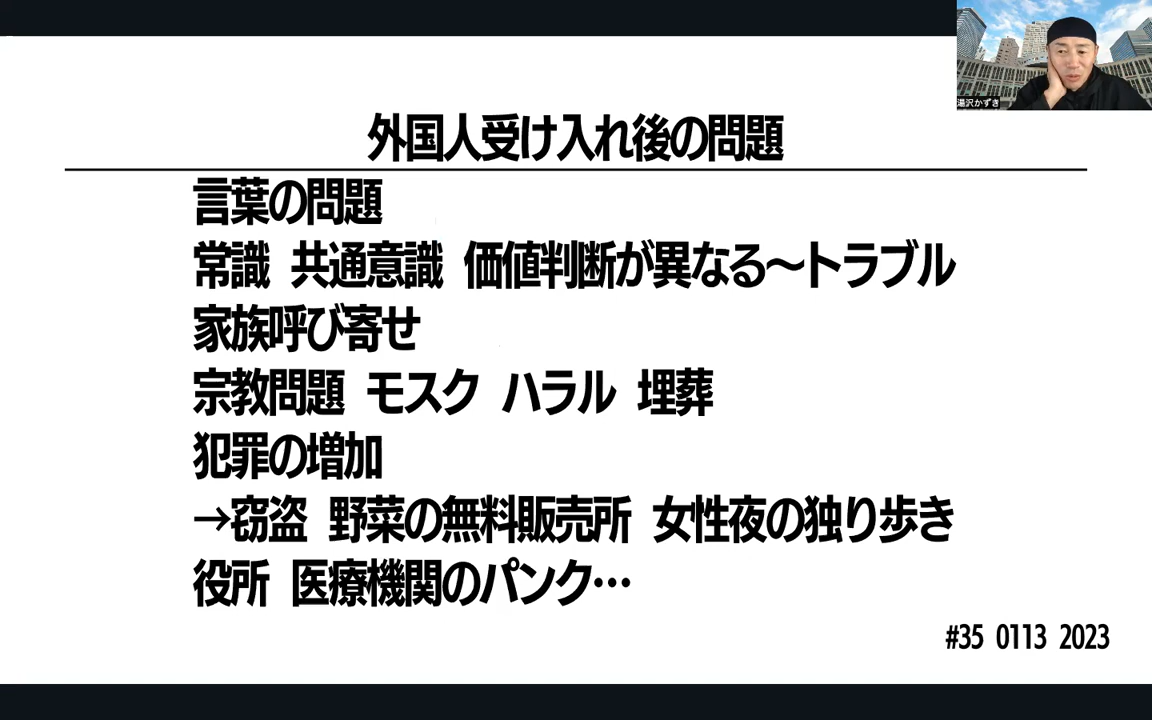 湯沢かずき
外国人受け入れ後の問題
言葉の問題
常識 共通意識 価値判断が異なる～トラブル
家族呼び寄せ
宗教問題 モスク ハラル 埋葬
犯罪の増加
→窃盗 野菜の無料販売所 女性夜の独り歩き
役所 医療機関のパンク…
#35 0113 2023